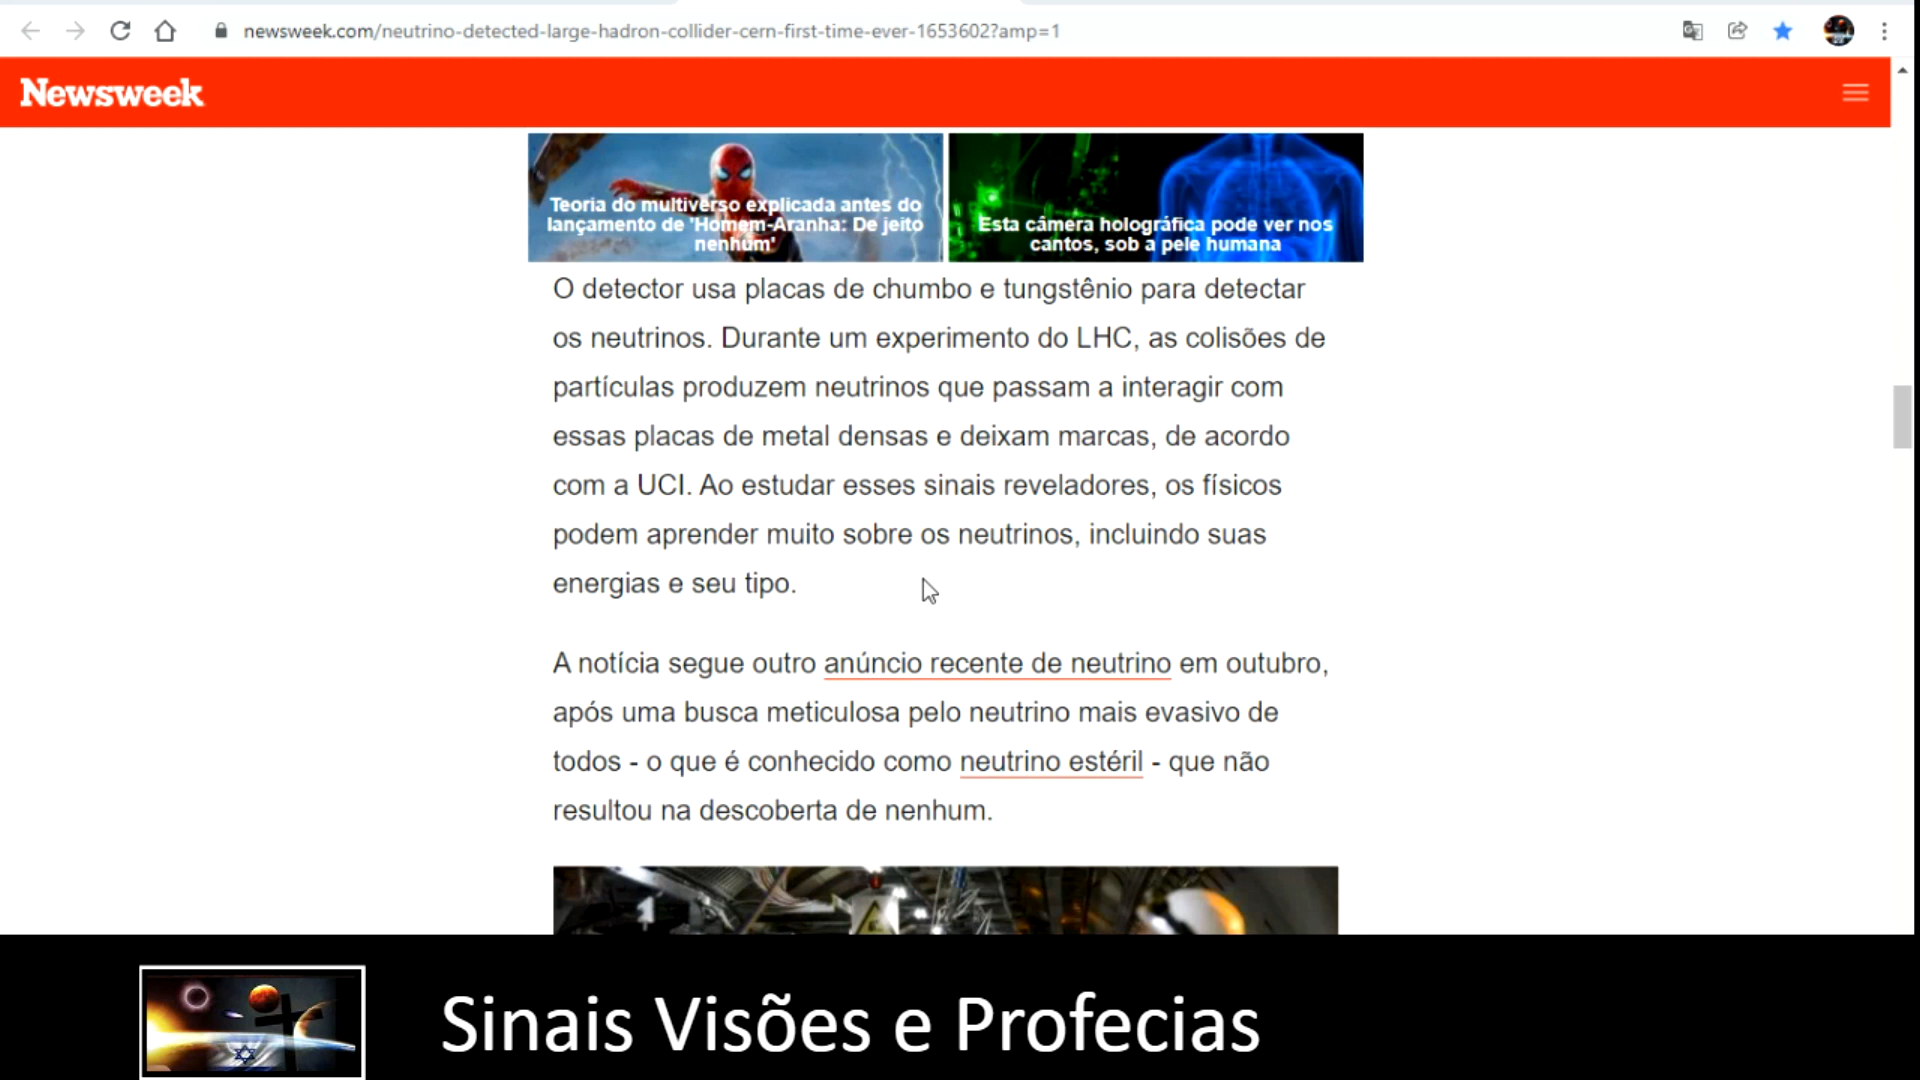 newsweek.com/neutrino-detected-large-hadron-collider-cern-first-time-ever-1653602?amp=1
Newsweek
Teoria do multiverso explicada antes do
lançamento de 'Homem-Aranha: De jeito
nenhum'
Esta câmera holográfica pode ver nos
cantos, sob a pele humana
O detector usa placas de chumbo e tungstênio para detectar
os neutrinos. Durante um experimento do LHC, as colisões de
partículas produzem neutrinos que passam a interagir com
essas placas de metal densas e deixam marcas, de acordo
com a UCI. Ao estudar esses sinais reveladores, os físicos
podem aprender muito sobre os neutrinos, incluindo suas
energias e seu tipo.
A notícia segue outro anúncio recente de neutrino em outubro,
após uma busca meticulosa pelo neutrino mais evasivo de
todos - o que é conhecido como neutrino estéril - que não
resultou na descoberta de nenhum.
Sinais Visões e Profecias